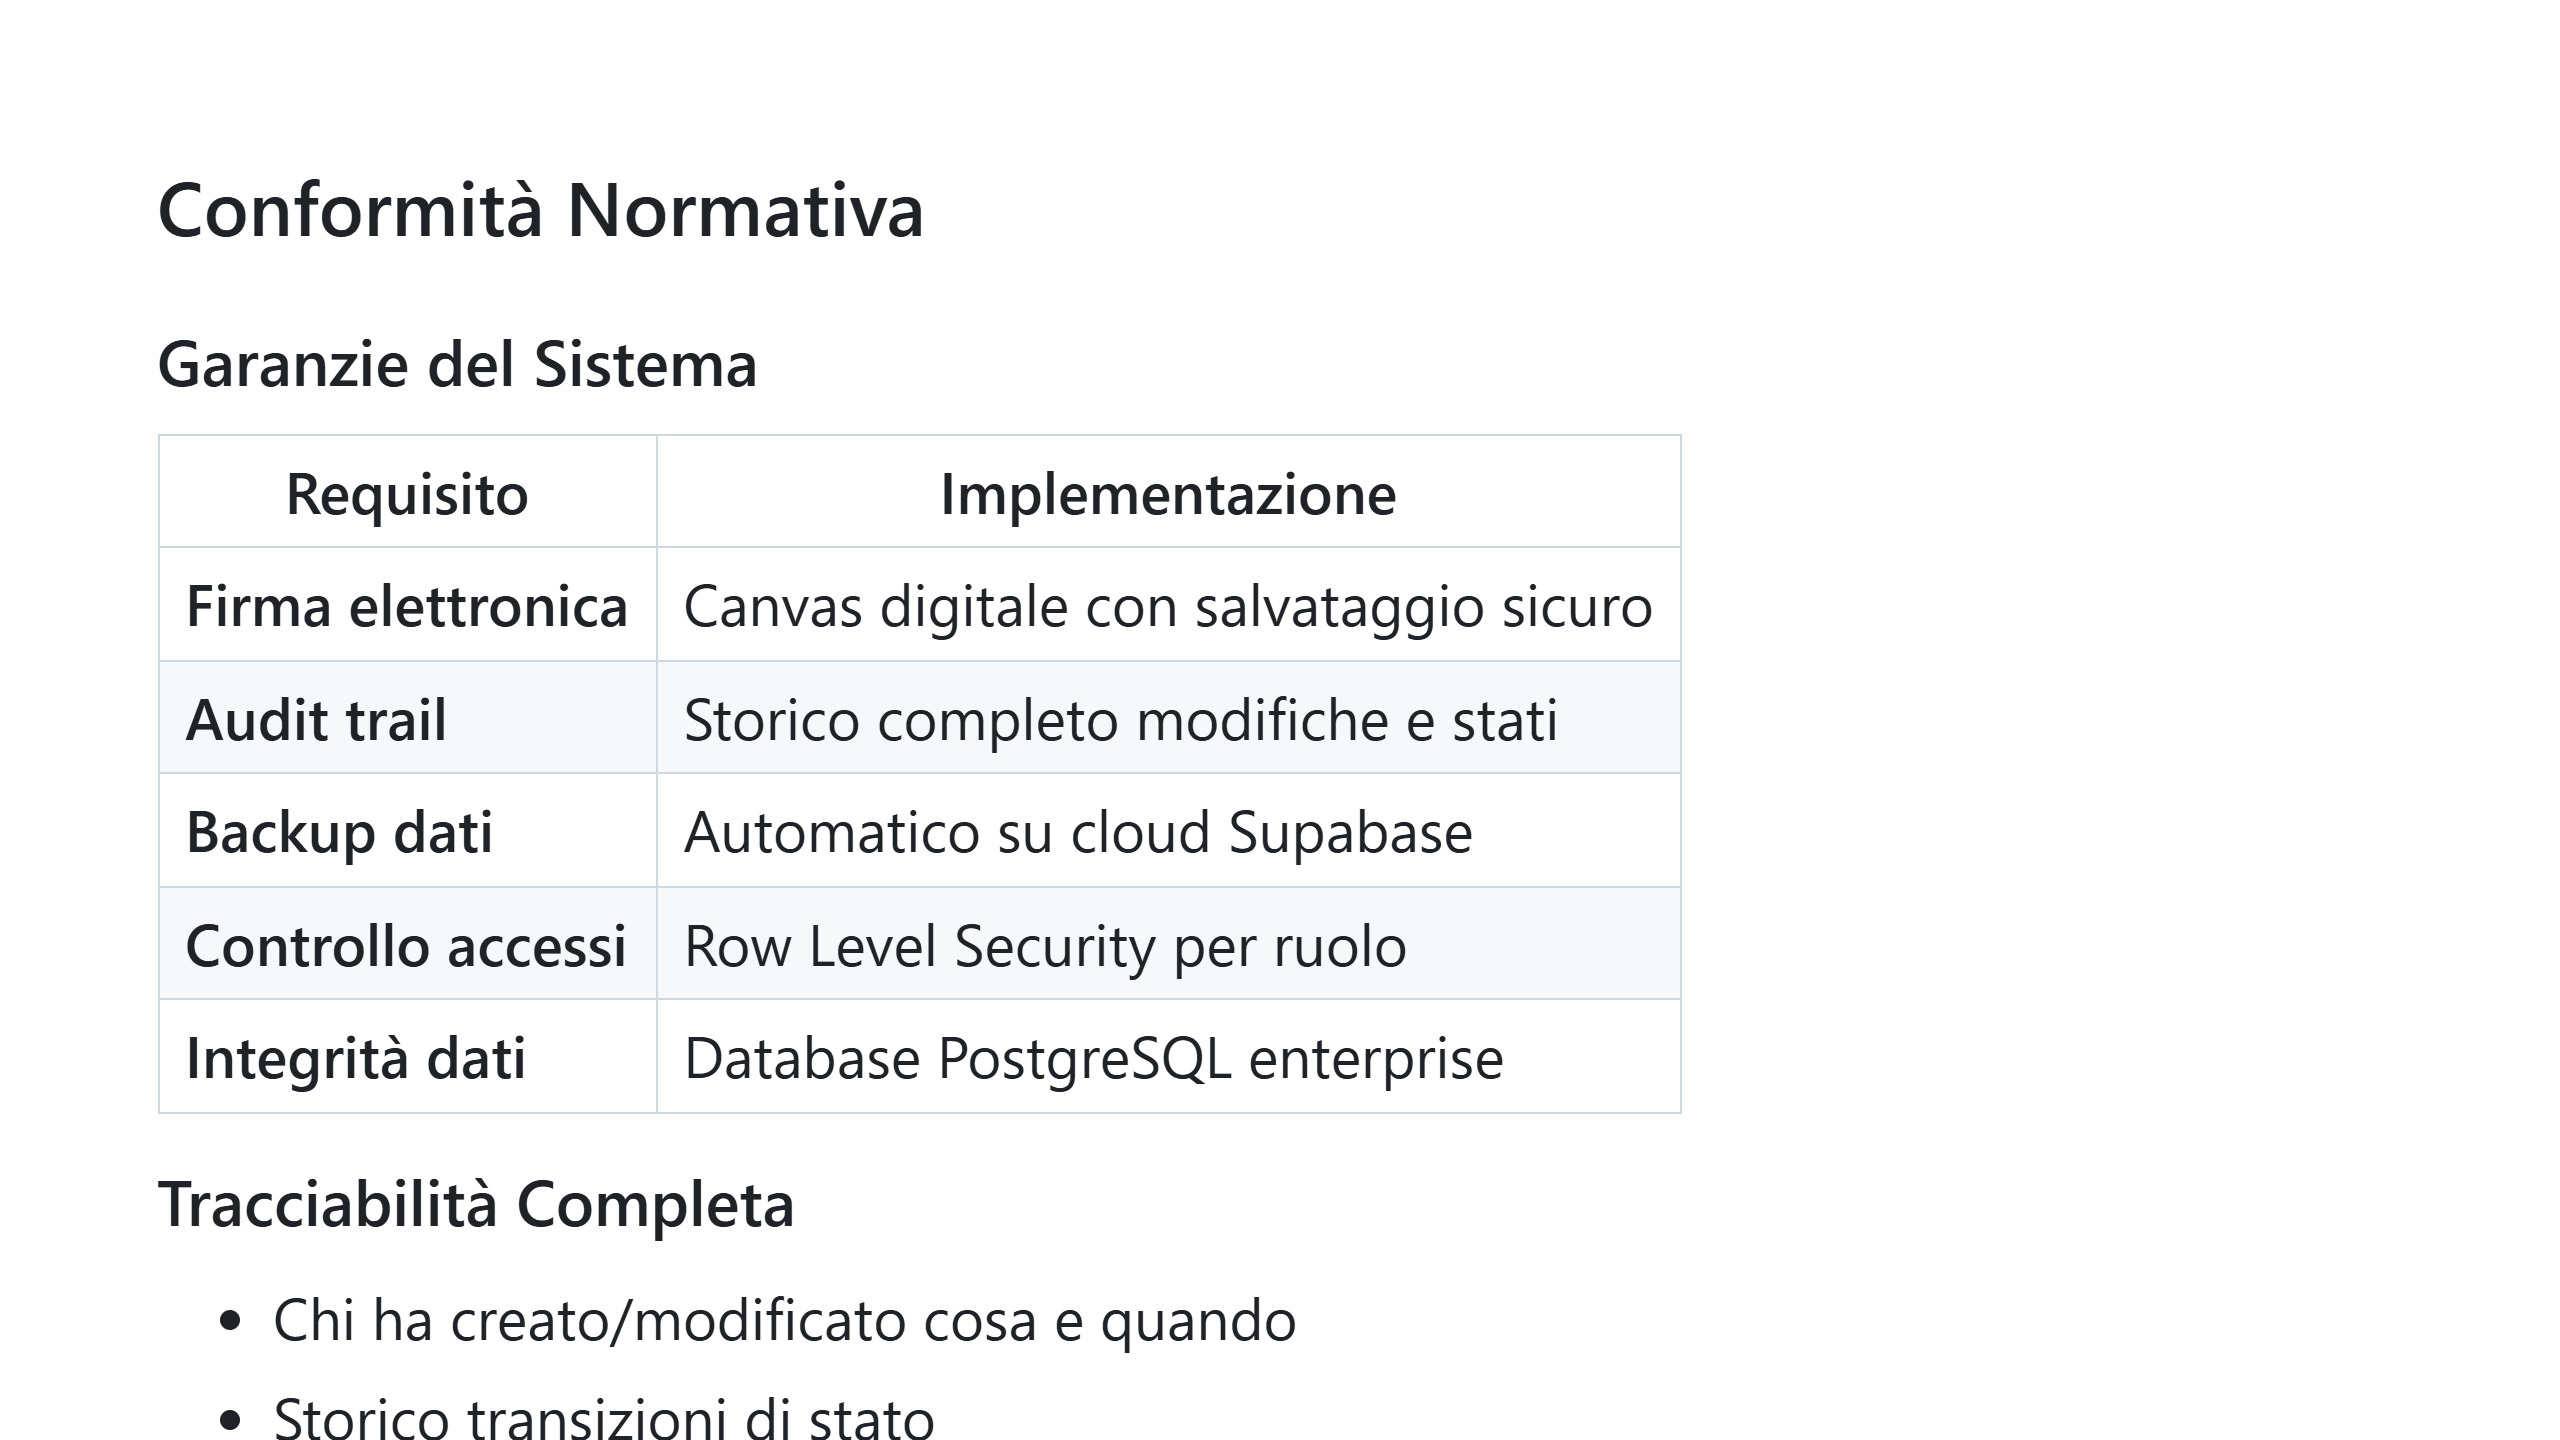 Conformità Normativa
Garanzie del Sistema
Requisito Implementazione
Firma elettronica Canvas digitale con salvataggio sicuro
Audit trail Storico completo modifiche e stati
Backup dati Automatico su cloud Supabase
Controllo accessi Row Level Security per ruolo
Integrità dati Database PostgreSQL enterprise
Tracciabilità Completa
• Chi ha creato/modificato cosa e quando
• Storico transizioni di stato